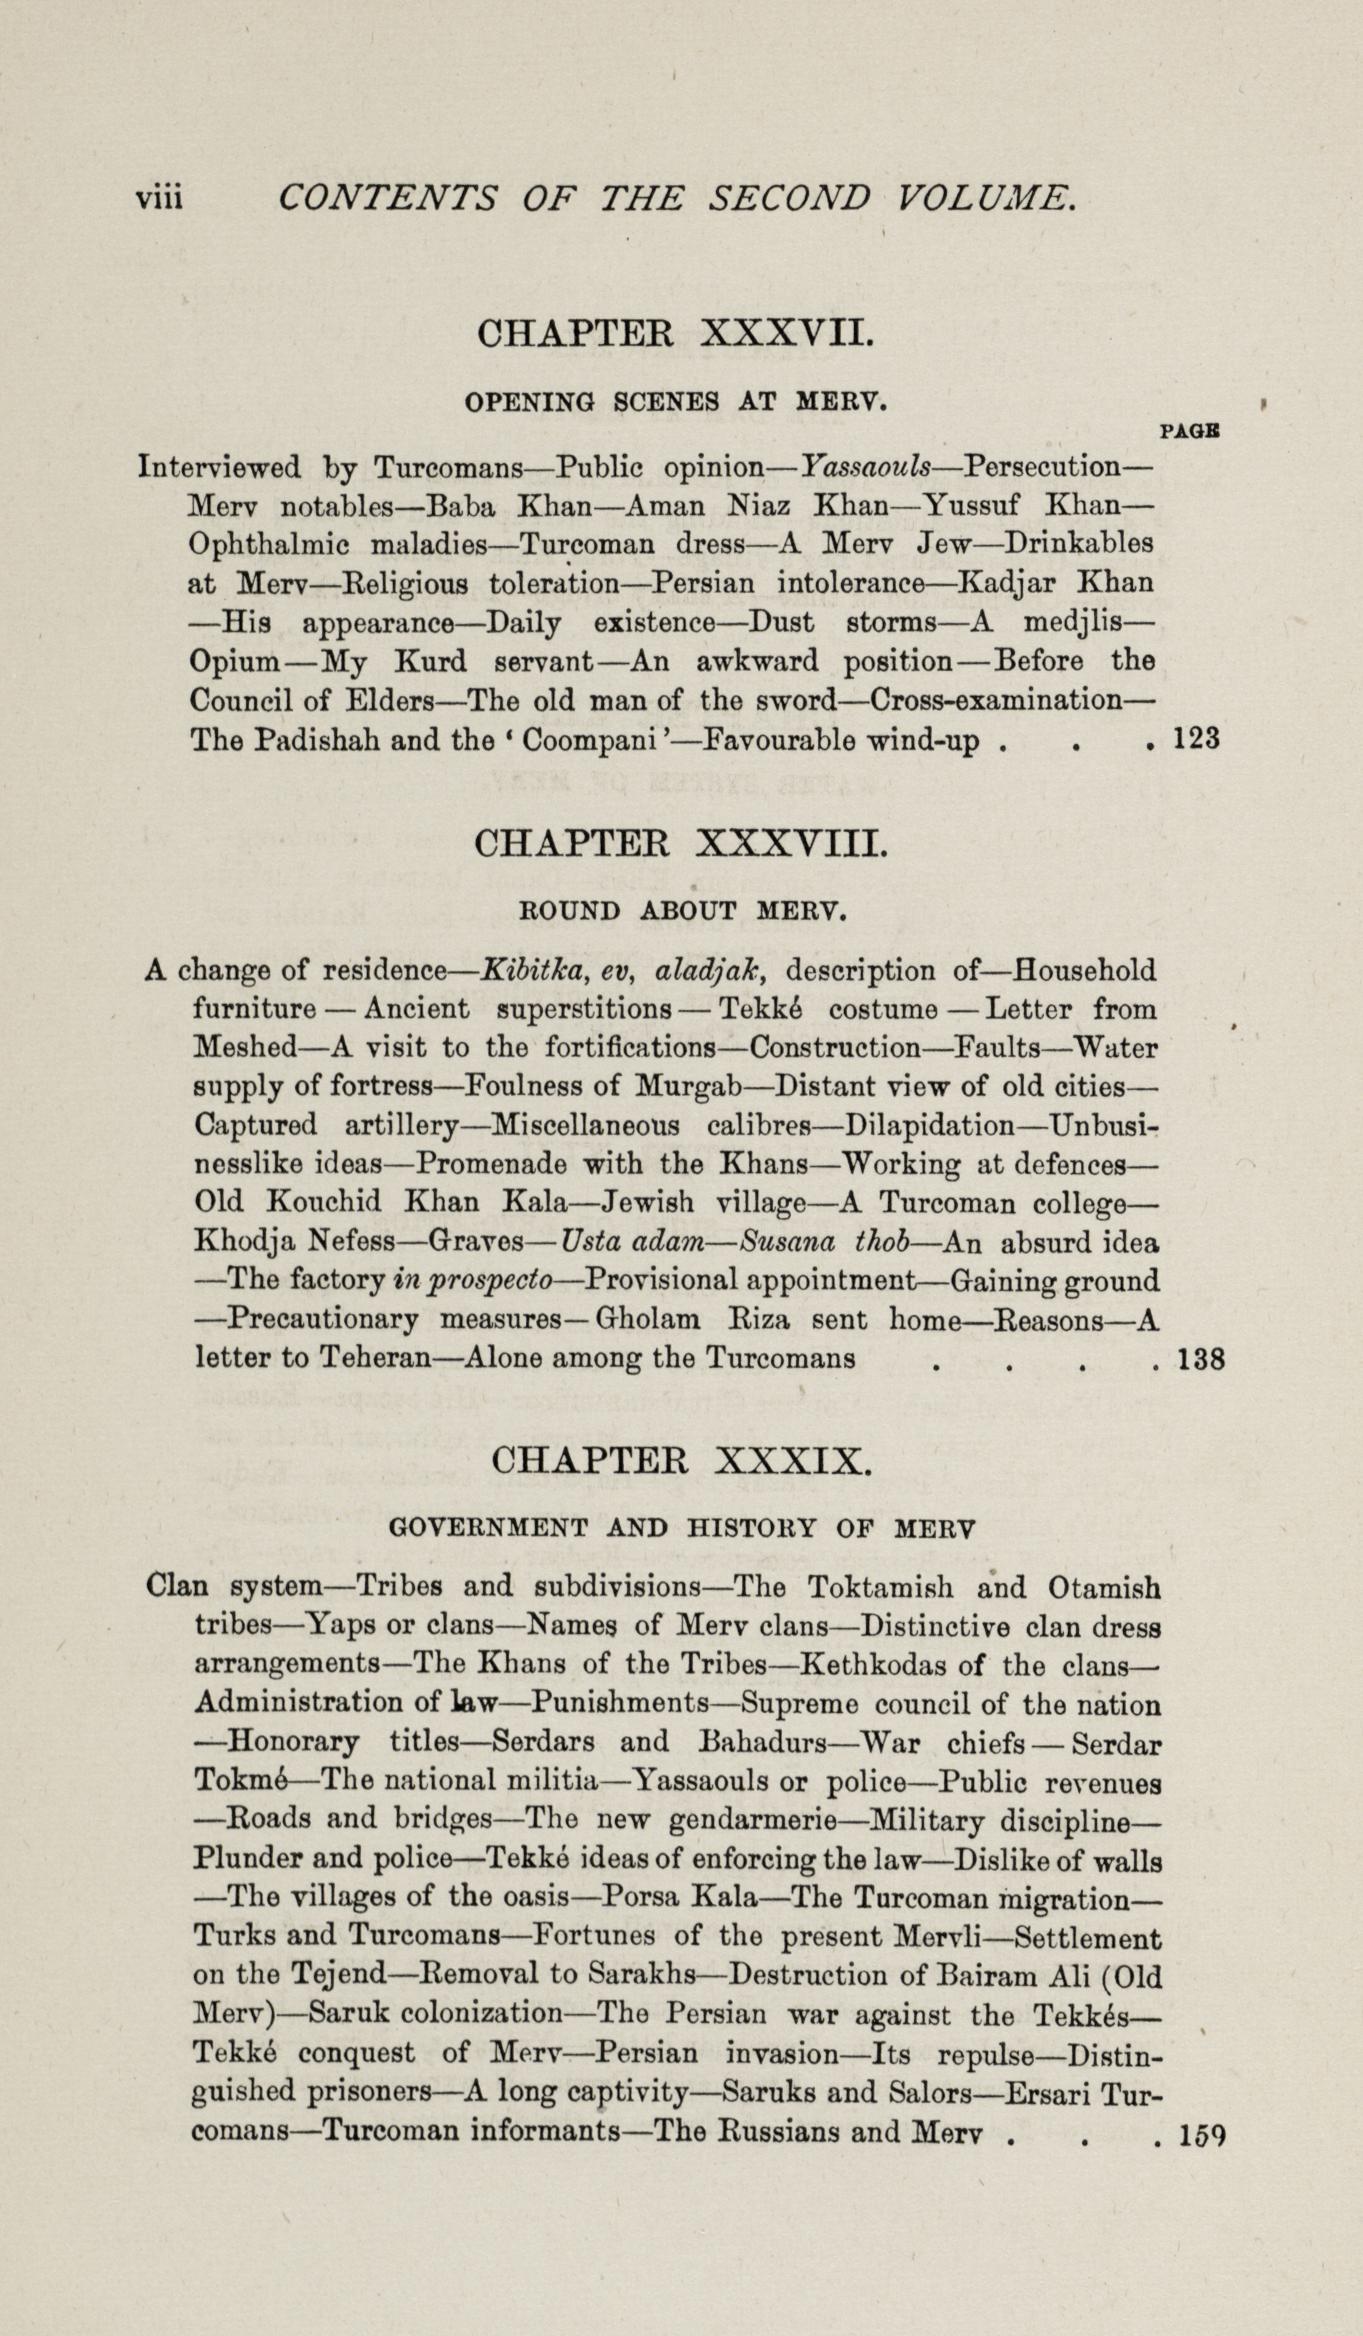 viii CONTENTS OF THE SECOND VOLUME.
CHAPTER XXXVII.
OPENING SCENES AT MERV.
PAGE
Interviewed by Turcomans—Public opinion—Yassaouls—Persecution—
Merv notables—Baba Khan—Aman Niaz Khan—Yussuf Khan—
Ophthalmic maladies—Turcoman dress—A Merv Jew—Drinkables
at Merv—Religious toleration—Persian intolerance—Kadjar Khan
—His appearance—Daily existence—Dust storms—A medjlis—
Opium—My Kurd servant—An awkward position—Before the
Council of Elders—The old man of the sword—Cross-examination—
The Padishah and the ‘ Coompani ’—Favourable wind-up . . . 123
CHAPTER XXXVIII.
ROUND ABOUT MERV.
A change of residence—Kibitka, ev, aladjak, description of—Household
furniture — Ancient superstitions — Tekké costume — Letter from
Meshed—A visit to the fortifications—Construction—Faults—Water
supply of fortress—Foulness of Murgab—Distant view of old cities—
Captured artillery—Miscellaneous calibres—Dilapidation—Unbusi-
nesslike ideas—Promenade with the Khans—Working at defences—
Old Kouchid Khan Kala—Jewish village—A Turcoman college—
Khodja Nefess—Graves—Usta adam—Susana thob—An absurd idea
—The factory in prospecto—Provisional appointment—Gaining ground
—Precautionary measures—Gholam Riza sent home—Reasons—A
letter to Teheran—Alone among the Turcomans . . . . 138
CHAPTER XXXIX.
GOVERNMENT AND HISTORY OF MERV
Clan system—Tribes and subdivisions—The Toktamish and Otamish
tribes—Yaps or clans—Names of Merv clans—Distinctive clan dress
arrangements—The Khans of the Tribes—Kethkodas of the clans—
Administration of law—Punishments—Supreme council of the nation
—Honorary titles—Serdars and Bahadurs—War chiefs — Serdar
Tokmé—The national militia—Yassaouls or police—Public revenues
—Roads and bridges—The new gendarmerie—Military discipline—
Plunder and police—Tekké ideas of enforcing the law—Dislike of walls
—The villages of the oasis—Porsa Kala—The Turcoman migration—
Turks and Turcomans—Fortunes of the present Mervli—Settlement
on the Tejend—Removal to Sarakhs—Destruction of Bairam Ali (Old
Merv)—Saruk colonization—The Persian war against the Tekkés—
Tekké conquest of Merv—Persian invasion—Its repulse—Distin-
guished prisoners—A long captivity—Saruks and Salors—Ersari Tur-
comans—Turcoman informants—The Russians and Merv . . . 159